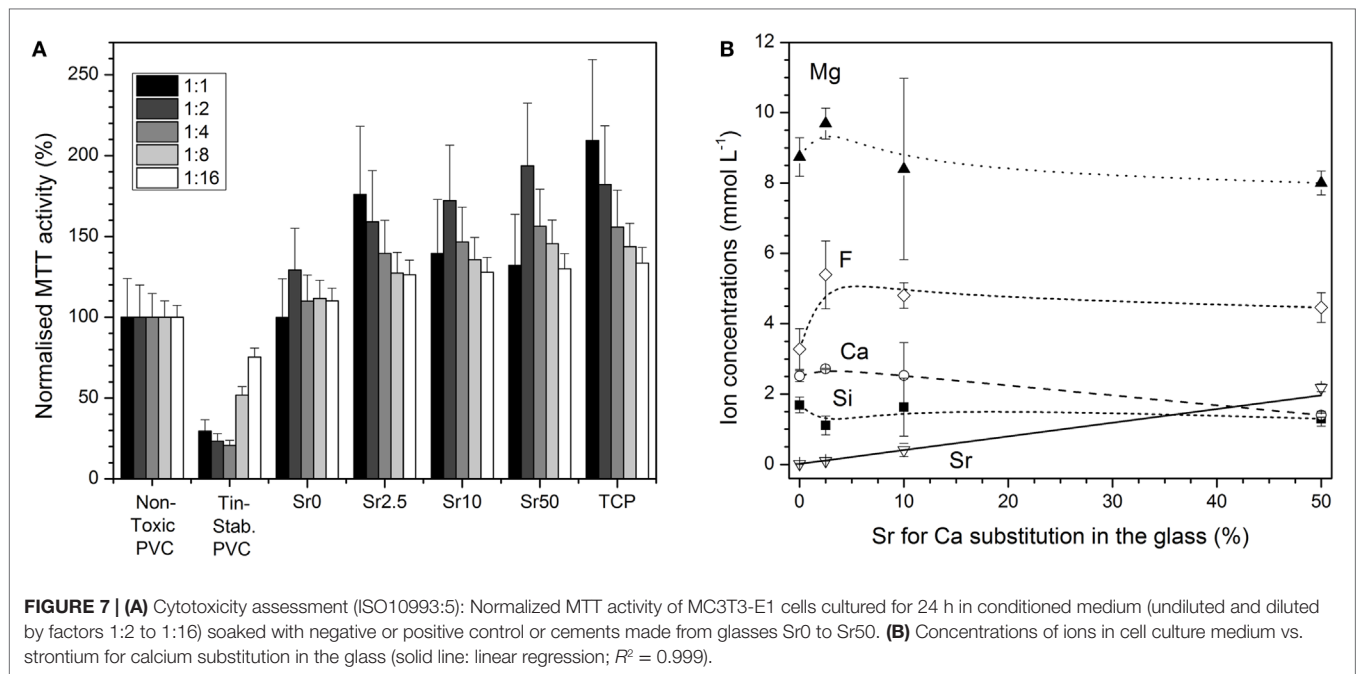 A
Normalised MTT activity (%)
250
200
150
100
50
0
1:1
1:2
1:4
1:8
1:16
Non-
Toxic
PVC
Tin-
Stab.
PVC
Sr0
Sr2.5
Sr10
Sr50
TCP
B
Ion concentrations (mmol L⁻¹)
12
10
8
6
4
2
0
Mg
F
Ca
Si
Sr
0
10
20
30
40
50
Sr for Ca substitution in the glass (%)
FIGURE 7 | (A) Cytotoxicity assessment (ISO10993:5): Normalized MTT activity of MC3T3-E1 cells cultured for 24 h in conditioned medium (undiluted and diluted
by factors 1:2 to 1:16) soaked with negative or positive control or cements made from glasses Sr0 to Sr50. (B) Concentrations of ions in cell culture medium vs.
strontium for calcium substitution in the glass (solid line: linear regression; R² = 0.999).